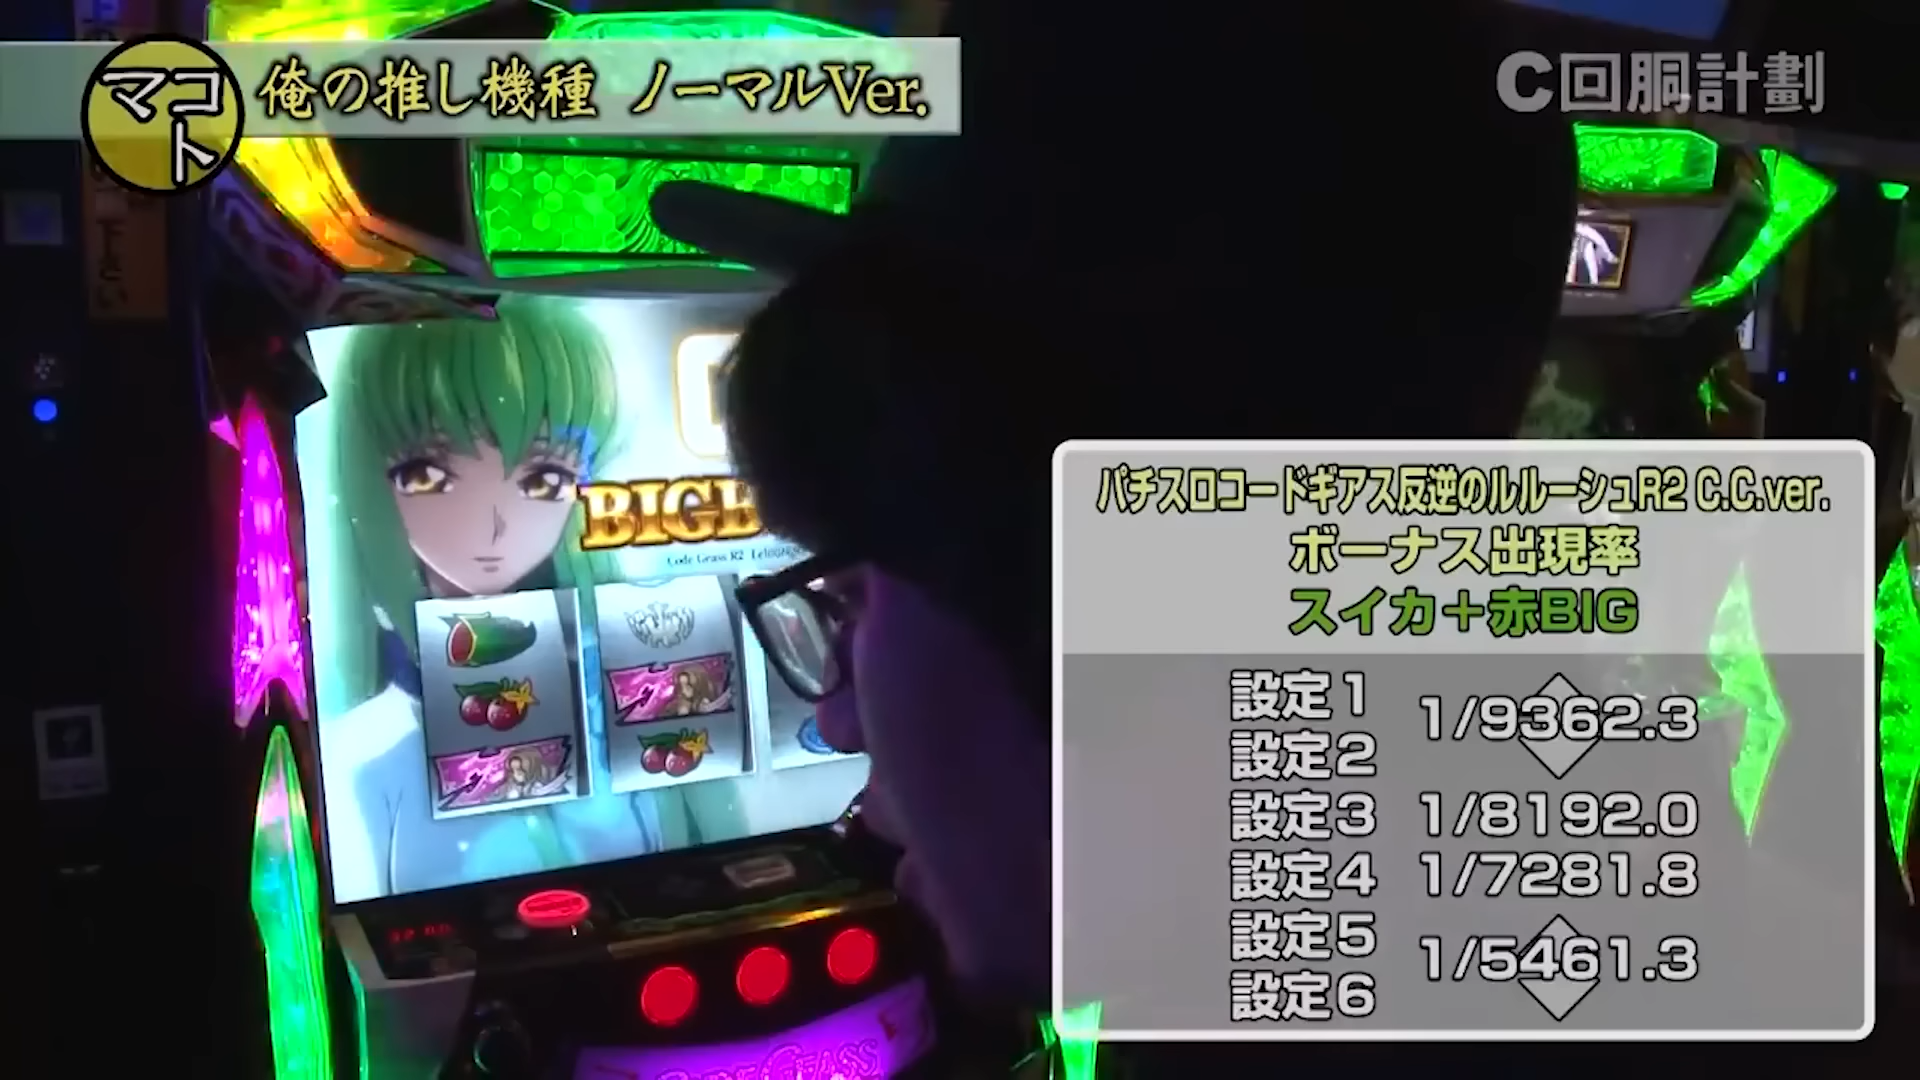 マコト
俺の推し機種 ノーマルVer.
C回胴計劃
BIGB
パチスロコードギアス反逆のルルーシュR2 C.C.ver.
ボーナス出現率
スイカ＋赤BIG
設定1
1/9362.3
設定2
設定3 1/8192.0
設定4 1/7281.8
設定5
1/5461.3
設定6